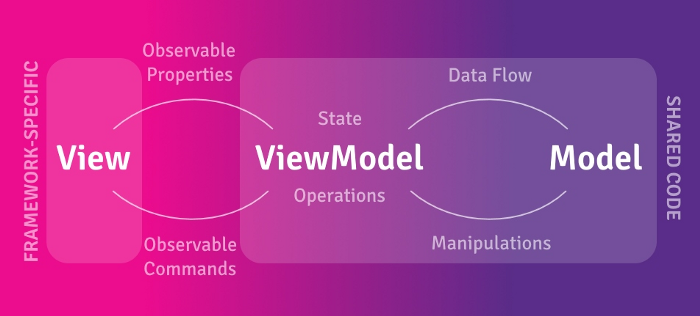 FRAMEWORK-SPECIFIC
Observable
Properties
Data Flow
State
View
ViewModel
Model
Operations
Observable
Commands
Manipulations
SHARED CODE